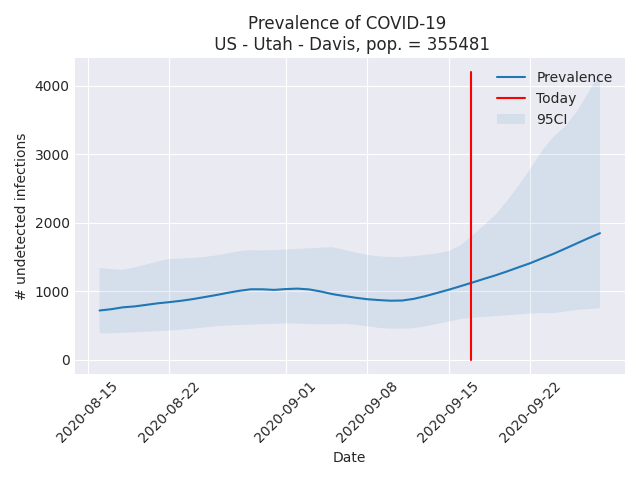 Prevalence of COVID-19
US - Utah - Davis, pop. = 355481
Prevalence
Today
95CI
# undetected infections
4000
3000
2000
1000
0
2020-08-15
2020-08-22
2020-09-01
2020-09-08
2020-09-15
2020-09-22
Date